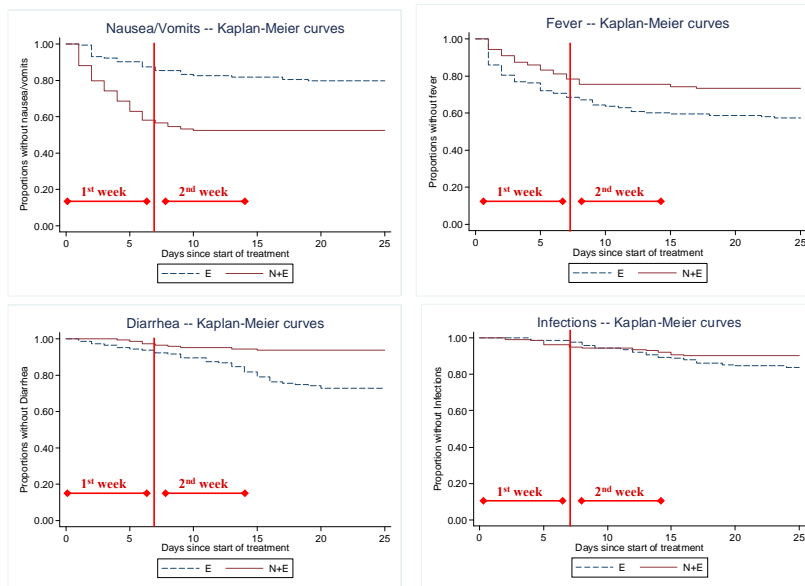 Nausea/Vomits -- Kaplan-Meier curves
Proportions without nausea/vomits
1.00
0.80
0.60
0.40
0.20
0.00
1st week
2nd week
0 5 10 15 20 25
Days since start of treatment
E N+E
Fever -- Kaplan-Meier curves
Proportions without fever
1.00
0.80
0.60
0.40
0.20
0.00
1st week
2nd week
0 5 10 15 20 25
Days since start of treatment
E N+E
Diarrhea -- Kaplan-Meier curves
Proportions without Diarrhea
1.00
0.80
0.60
0.40
0.20
0.00
1st week
2nd week
0 5 10 15 20 25
Days since start of treatment
E N+E
Infections -- Kaplan-Meier curves
Proportion without Infections
1.00
0.80
0.60
0.40
0.20
0.00
1st week
2nd week
0 5 10 15 20 25
Days since start of treatment
E N+E